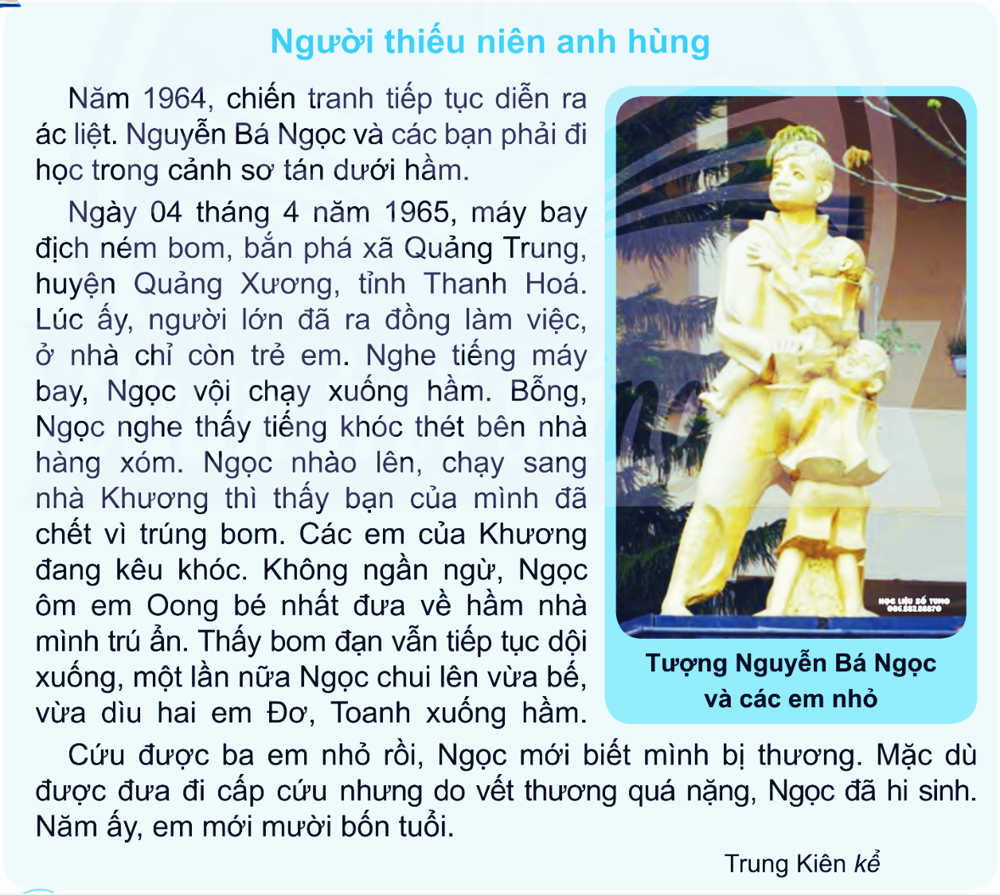 Người thiếu niên anh hùng
Năm 1964, chiến tranh tiếp tục diễn ra
ác liệt. Nguyễn Bá Ngọc và các bạn phải đi
học trong cảnh sơ tán dưới hầm.
Ngày 04 tháng 4 năm 1965, máy bay
địch ném bom, bắn phá xã Quảng Trung,
huyện Quảng Xương, tỉnh Thanh Hoá.
Lúc ấy, người lớn đã ra đồng làm việc,
ở nhà chỉ còn trẻ em. Nghe tiếng máy
bay, Ngọc vội chạy xuống hầm. Bỗng,
Ngọc nghe thấy tiếng khóc thét bên nhà
hàng xóm. Ngọc nhào lên, chạy sang
nhà Khương thì thấy bạn của mình đã
chết vì trúng bom. Các em của Khương
đang kêu khóc. Không ngần ngừ, Ngọc
ôm em Oong bé nhất đưa về hầm nhà
mình trú ẩn. Thấy bom đạn vẫn tiếp tục dội
xuống, một lần nữa Ngọc chui lên vừa bế,
vừa dìu hai em Đơ, Toanh xuống hầm.
Cứu được ba em nhỏ rồi, Ngọc mới biết mình bị thương. Mặc dù
được đưa đi cấp cứu nhưng do vết thương quá nặng, Ngọc đã hi sinh.
Năm ấy, em mới mười bốn tuổi.
Trung Kiên kể
HỌC LIỆU SỐ TUHO
Tượng Nguyễn Bá Ngọc
và các em nhỏ